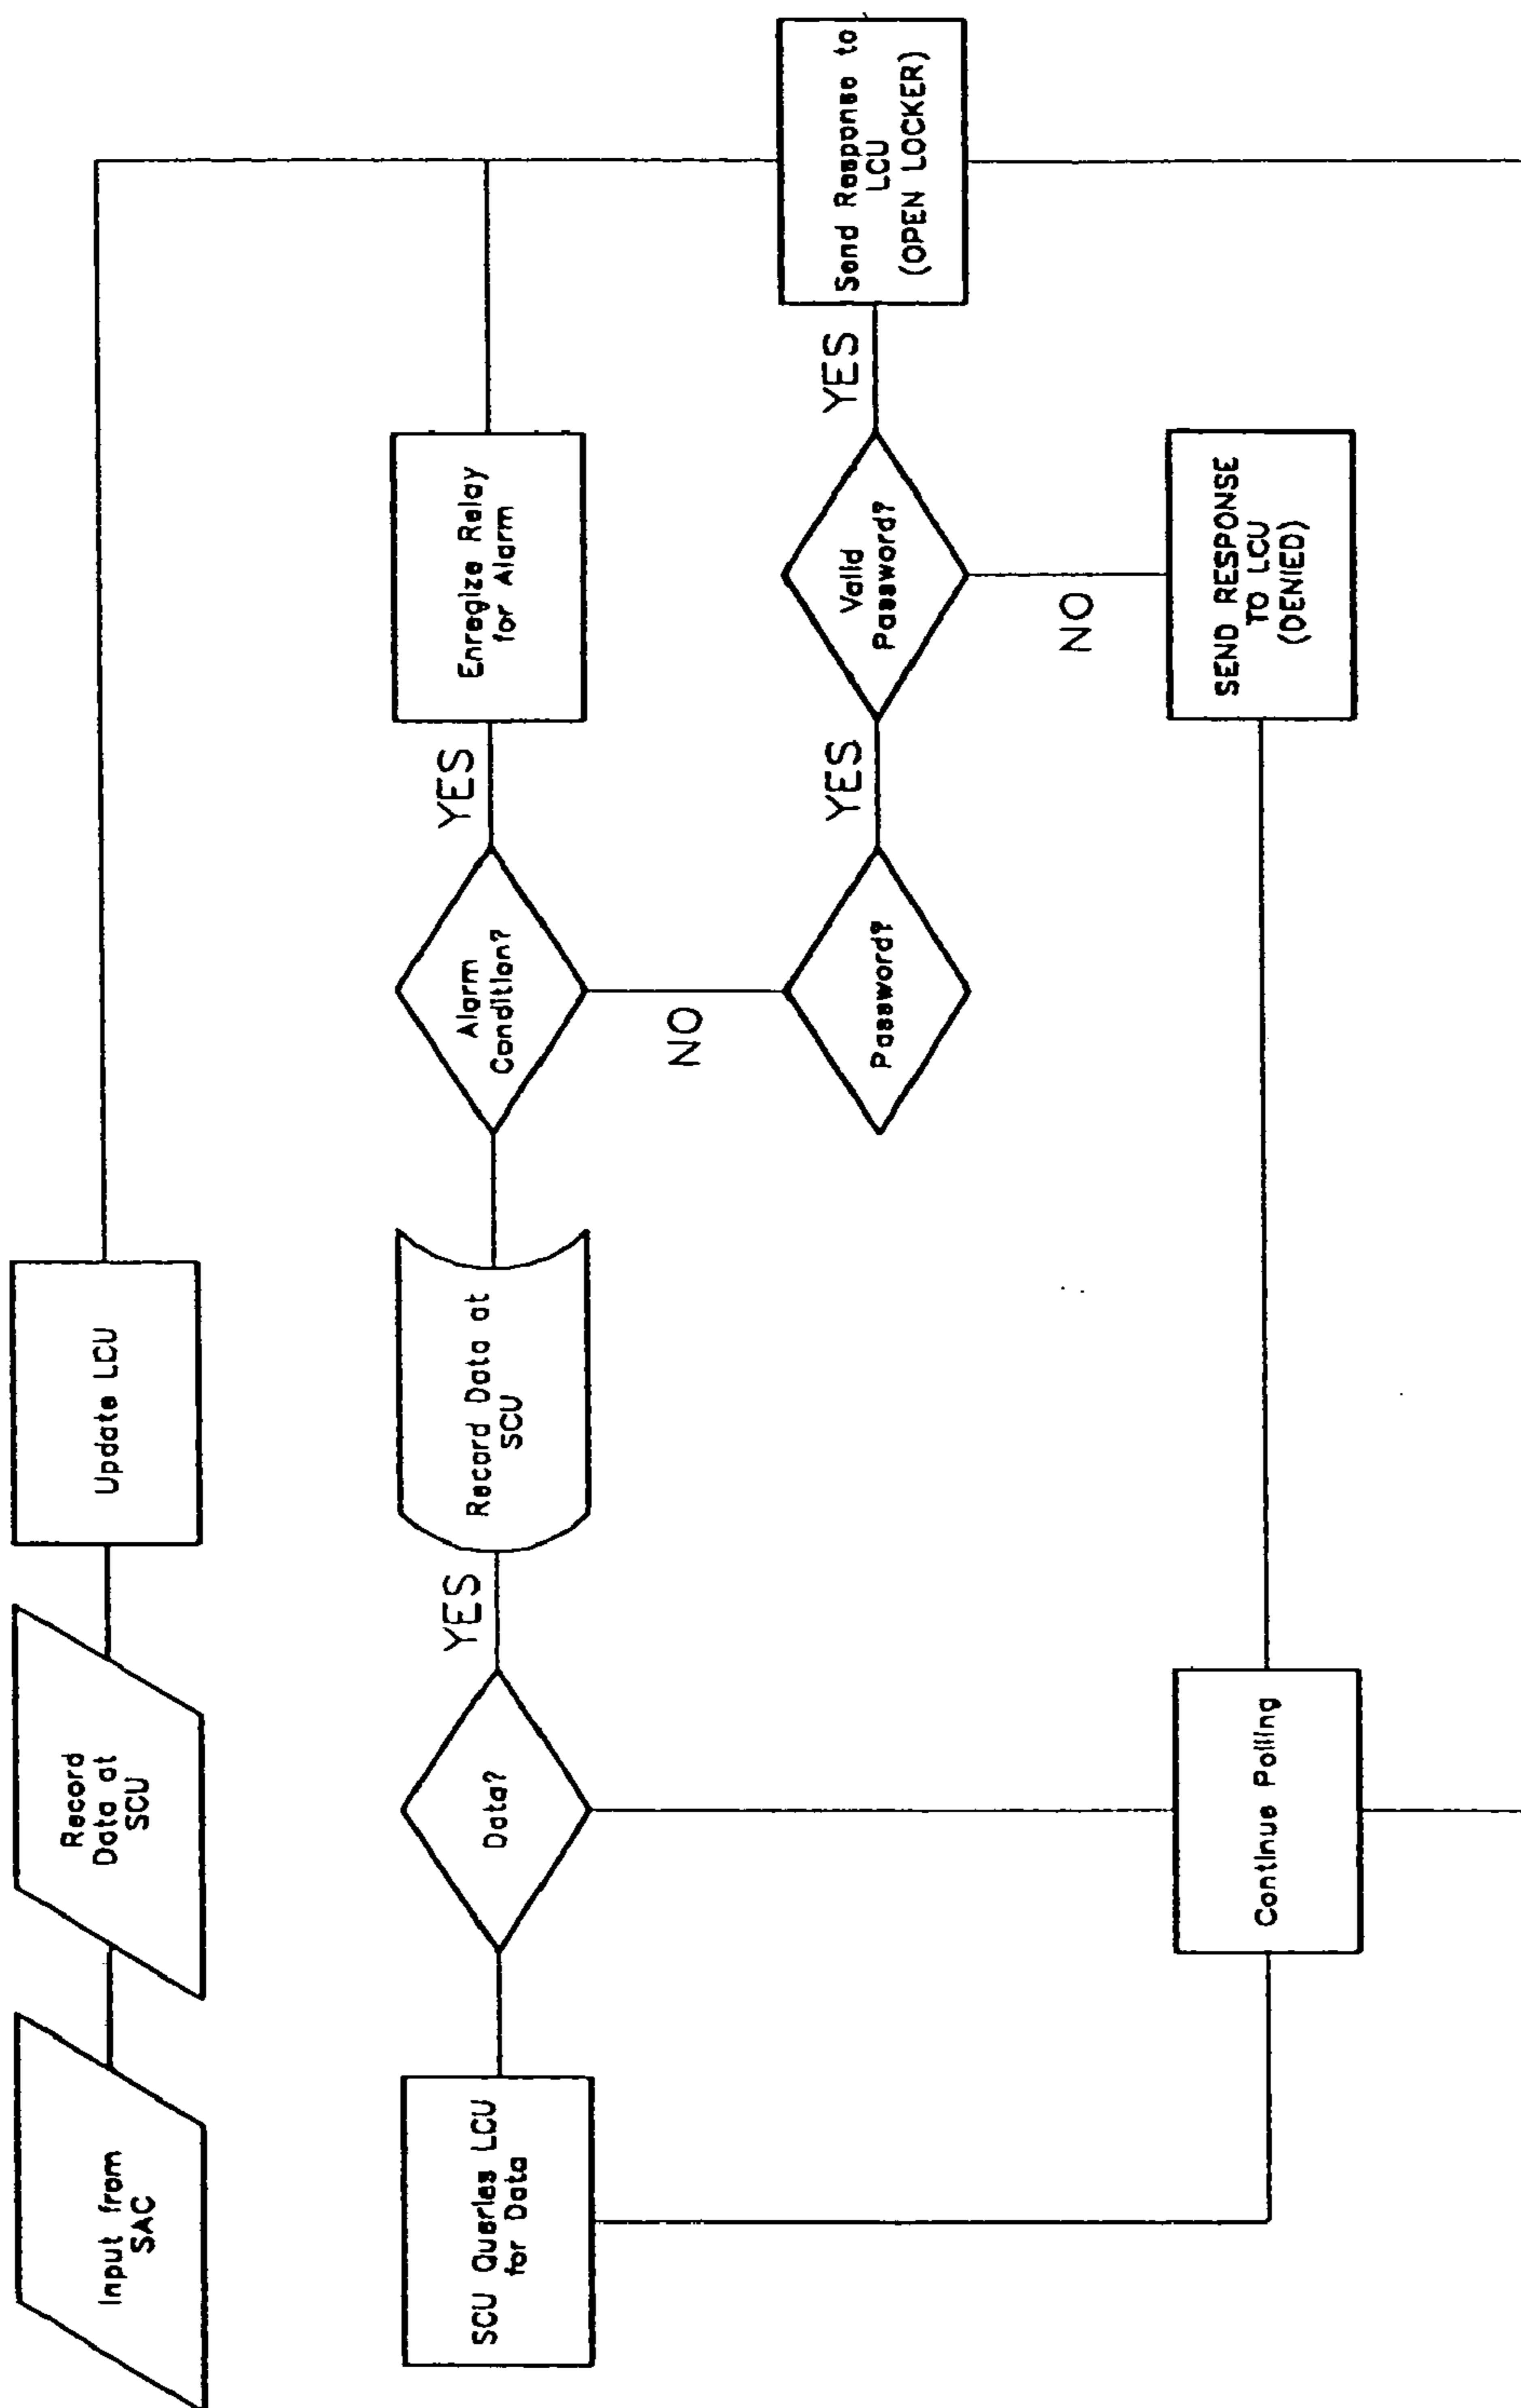 Input from
SAC
Record
Data at
SCU
Update LCU
SCU Queries LCU
for Data
Data?
YES
Record Data at
SCU
Alarm
Condition?
YES
Enregize Relay
for Alarm
NO
Password?
YES
Valid
Password?
YES
Send Response to
LCU
(OPEN LOCKER)
NO
Continue Polling
SEND RESPONSE
TO LCU
(DENIED)